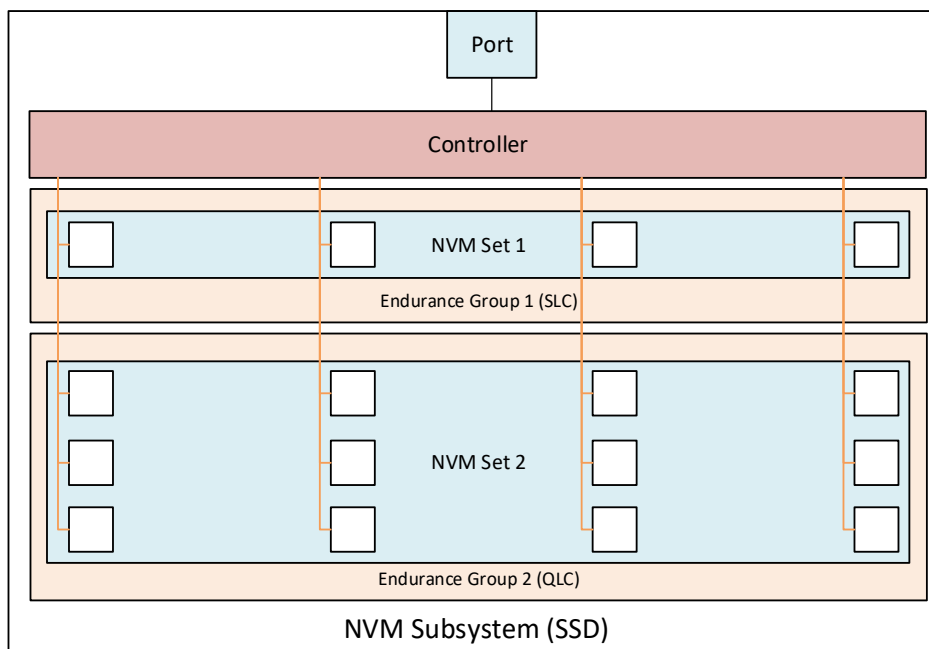 Port
Controller
NVM Set 1
Endurance Group 1 (SLC)
NVM Set 2
Endurance Group 2 (QLC)
NVM Subsystem (SSD)